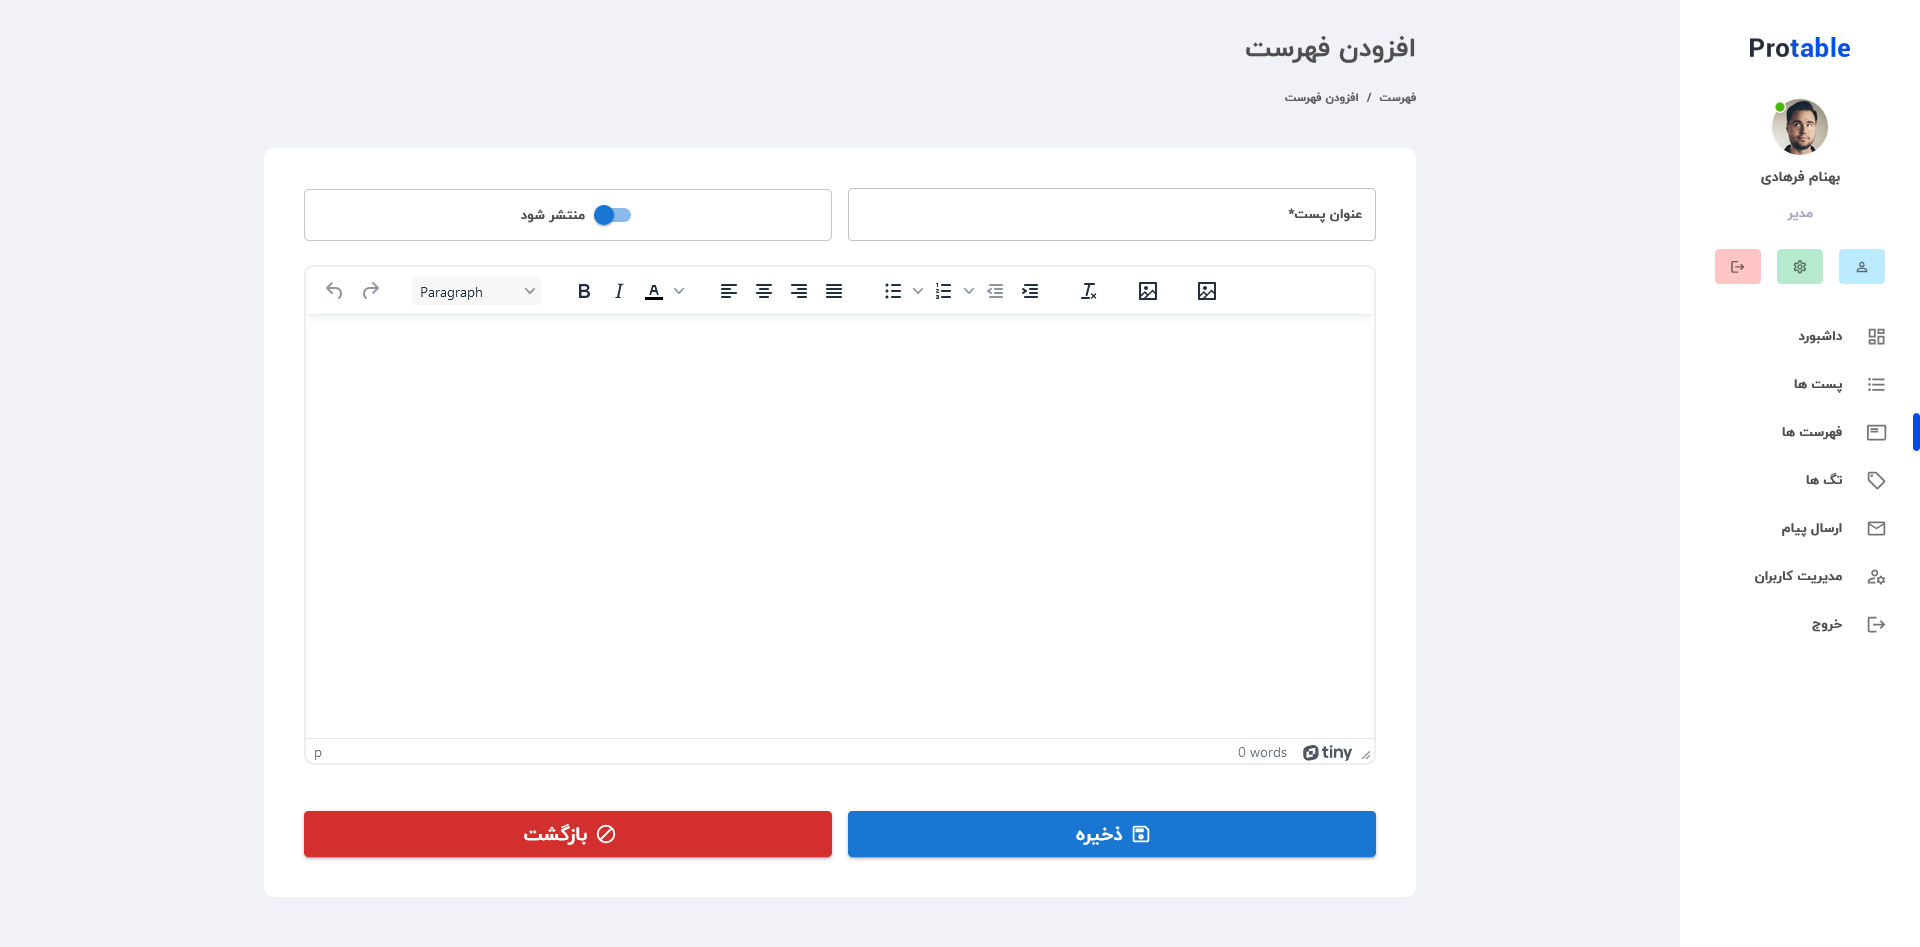 Protable
بهنام فرهادی
مدیر
داشبورد
پست ها
فهرست ها
تگ ها
ارسال پیام
مدیریت کاربران
خروج
افزودن فهرست
فهرست / افزودن فهرست
عنوان پست*
منتشر شود
Paragraph
p
0 words
tiny
ذخیره
بازگشت